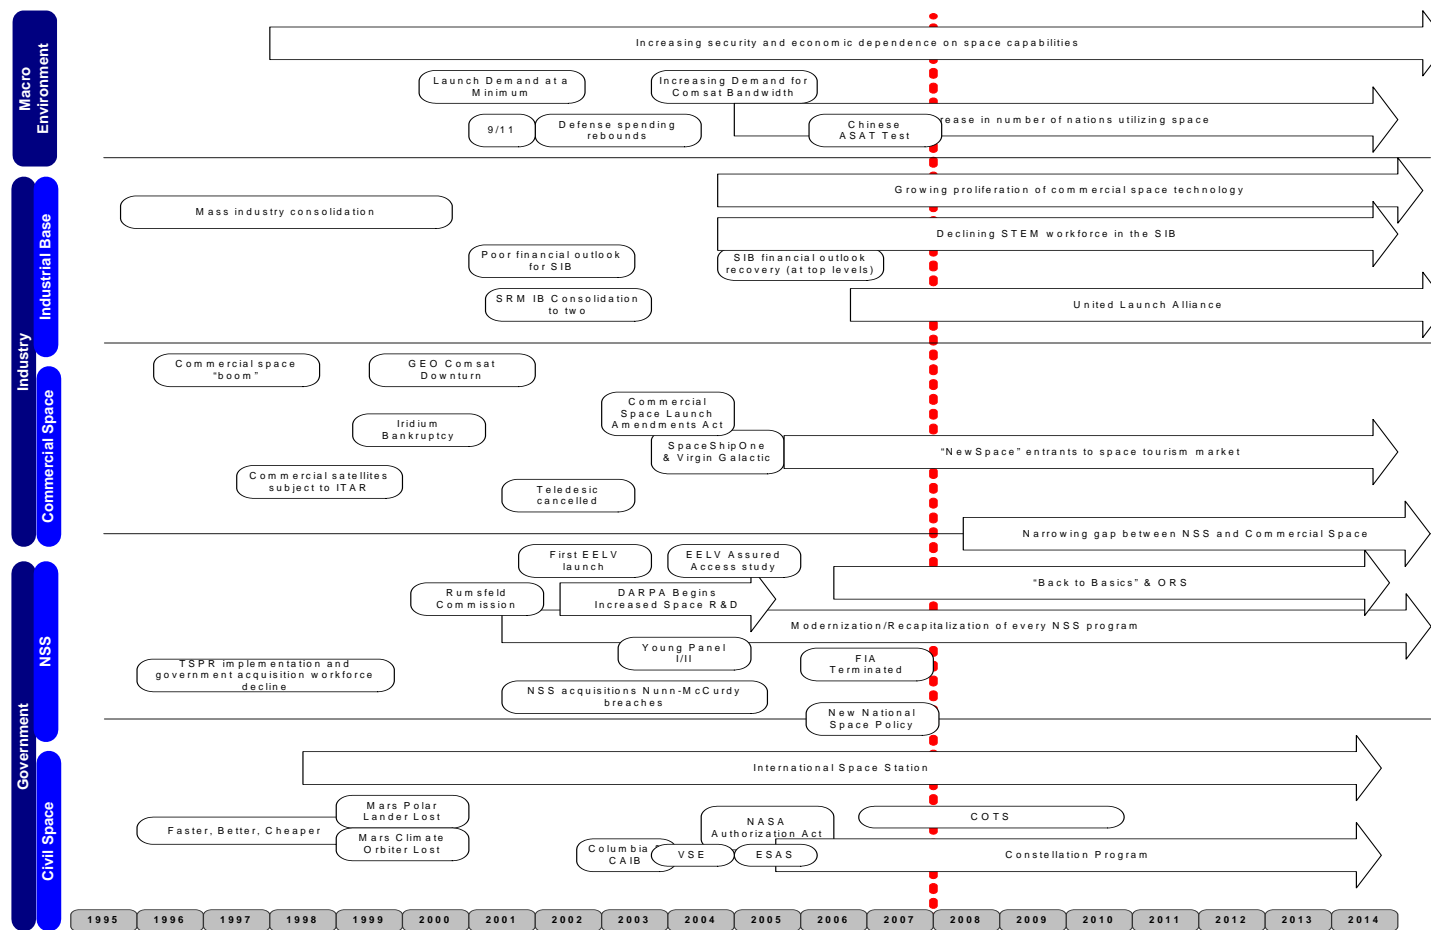 Macro
Environment
Increasing security and economic dependence on space capabilities
Launch Demand at a
Minimum
Increasing Demand for
Comsat Bandwidth
9/11
Defense spending
rebounds
Chinese
ASAT Test
rease in number of nations utilizing space
Industry
Industrial Base
Growing proliferation of commercial space technology
Mass industry consolidation
Declining STEM workforce in the SIB
Poor financial outlook
for SIB
SIB financial outlook
recovery (at top levels)
SRM IB Consolidation
to two
United Launch Alliance
Commercial Space
Commercial space
“boom”
GEO Comsat
Downturn
Commercial
Space Launch
Amendments Act
Iridium
Bankruptcy
SpaceShipOne
& Virgin Galactic
“NewSpace” entrants to space tourism market
Commercial satellites
subject to ITAR
Teledesic
cancelled
Narrowing gap between NSS and Commercial Space
Government
NSS
First EELV
launch
EELV Assured
Access study
“Back to Basics” & ORS
Rumsfeld
Commission
DARPA Begins
Increased Space R&D
Modernization/Recapitalization of every NSS program
Young Panel
I/II
FIA
Terminated
TSPR implementation and
government acquisition workforce
decline
NSS acquisitions Nunn-McCurdy
breaches
New National
Space Policy
Civil Space
International Space Station
Mars Polar
Lander Lost
Faster, Better, Cheaper
Mars Climate
Orbiter Lost
NASA
Authorization Act
COTS
Columbia
CAIB
VSE
ESAS
Constellation Program
1995 1996 1997 1998 1999 2000 2001 2002 2003 2004 2005 2006 2007 2008 2009 2010 2011 2012 2013 2014